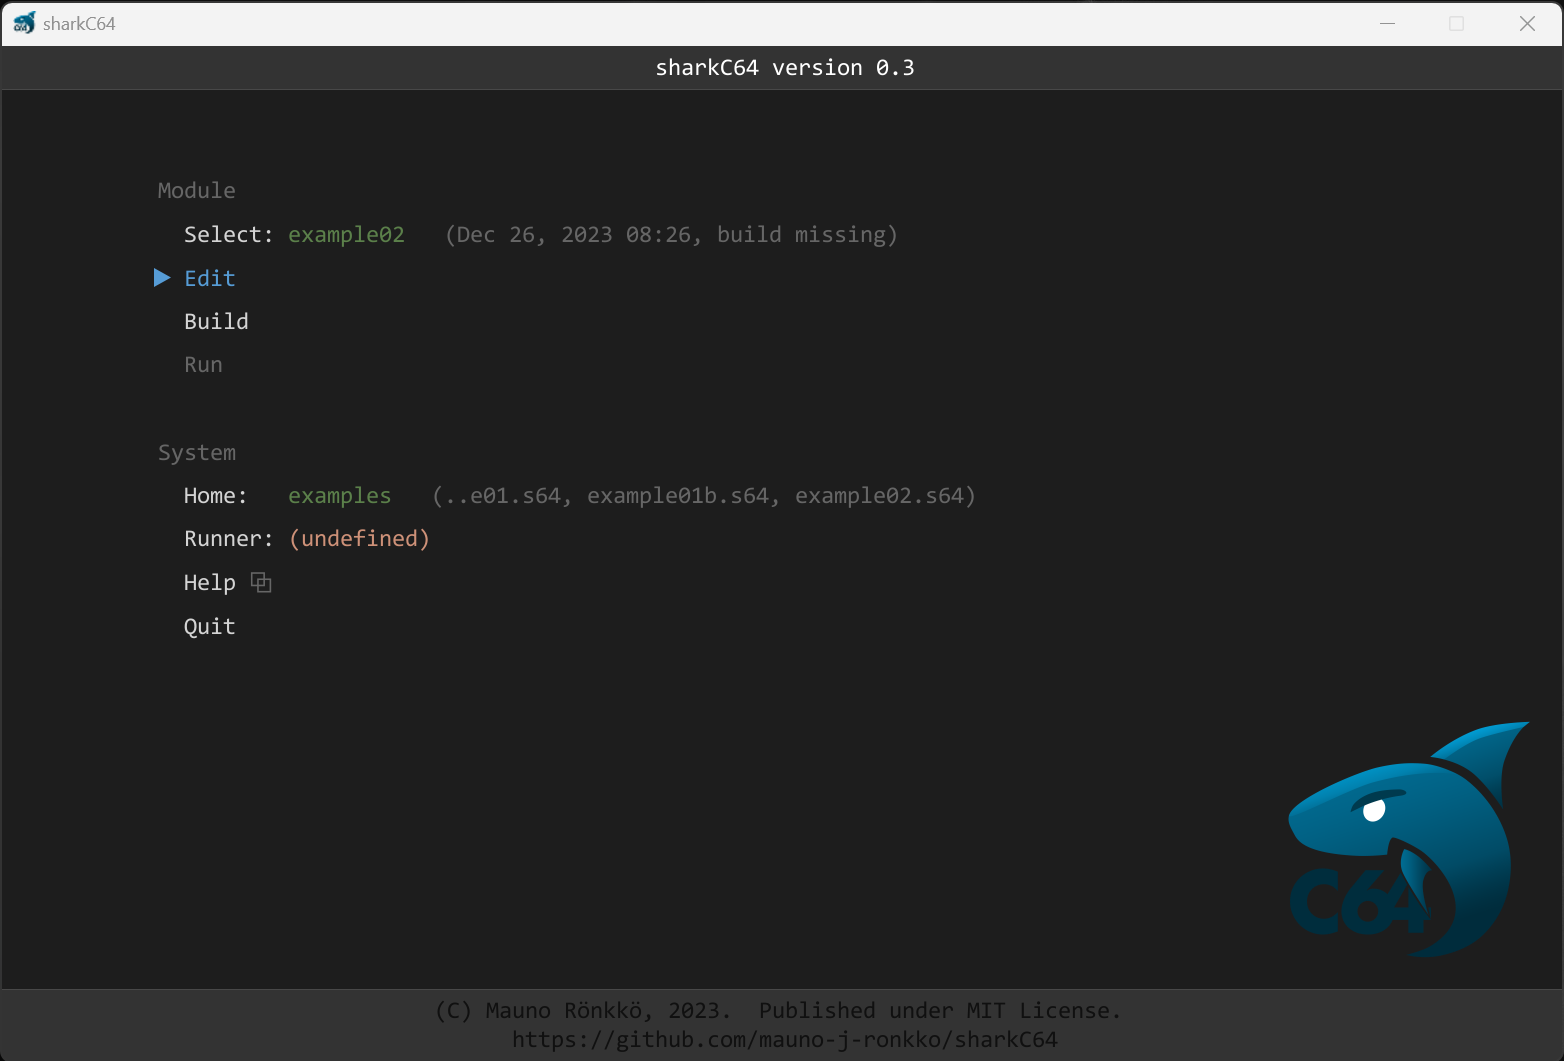 sharkC64
sharkC64 version 0.3
Module
Select: example02 (Dec 26, 2023 08:26, build missing)
Edit
Build
Run
System
Home: examples (..e01.s64, example01b.s64, example02.s64)
Runner: (undefined)
Help
Quit
C64
(C) Mauno Rönkkö, 2023. Published under MIT License.
https://github.com/mauno-j-ronkko/sharkC64